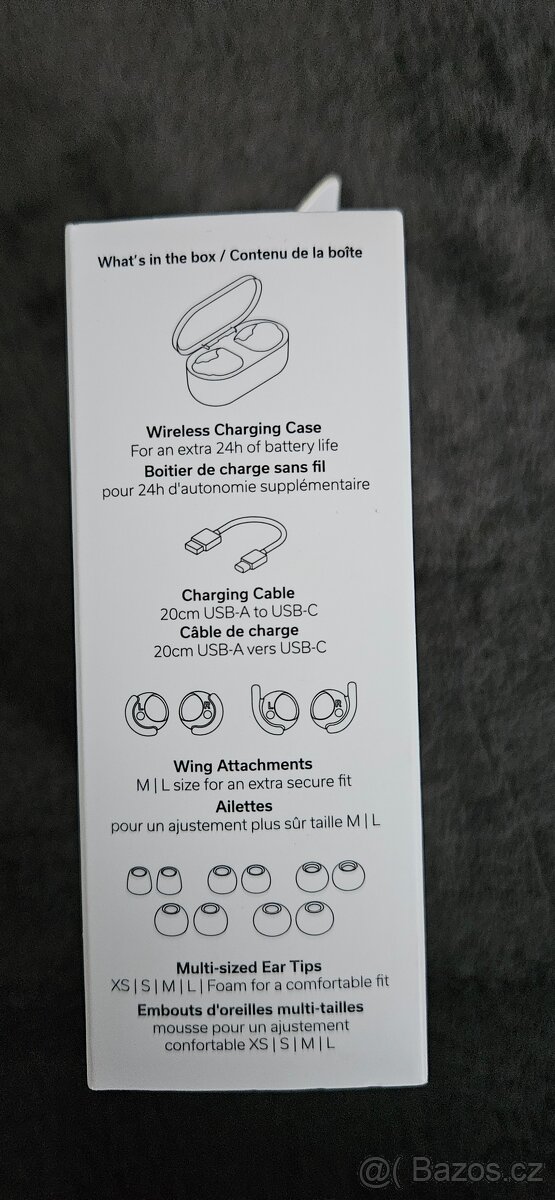 What's in the box / Contenu de la boîte
Wireless Charging Case
For an extra 24h of battery life
Boitier de charge sans fil
pour 24h d'autonomie supplémentaire
Charging Cable
20cm USB-A to USB-C
Câble de charge
20cm USB-A vers USB-C
L R L R
Wing Attachments
M | L size for an extra secure fit
Ailettes
pour un ajustement plus sûr taille M | L
Multi-sized Ear Tips
XS | S | M | L | Foam for a comfortable fit
Embouts d'oreilles multi-tailles
mousse pour un ajustement
confortable XS | S | M | L
@( Bazos.cz